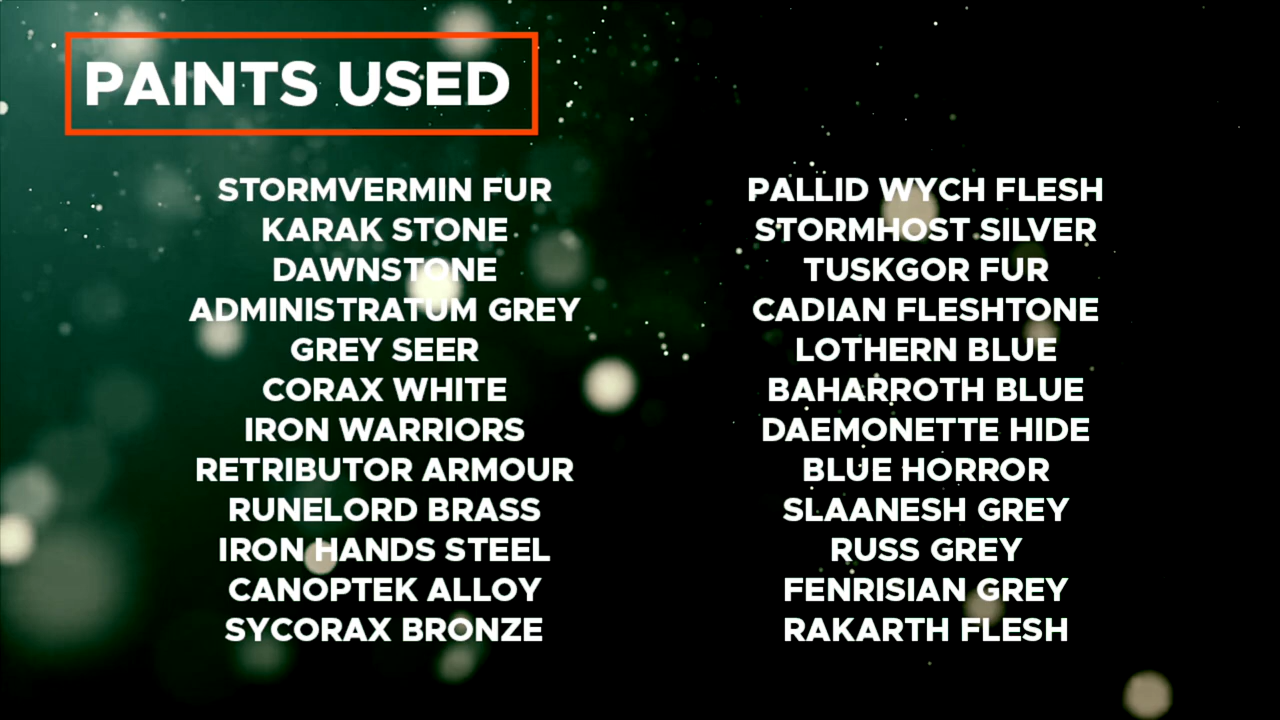 PAINTS USED
STORMVERMIN FUR
KARAK STONE
DAWNSTONE
ADMINISTRATUM GREY
GREY SEER
CORAX WHITE
IRON WARRIORS
RETRIBUTOR ARMOUR
RUNELORD BRASS
IRON HANDS STEEL
CANOPTEK ALLOY
SYCORAX BRONZE
PALLID WYCH FLESH
STORMHOST SILVER
TUSKGOR FUR
CADIAN FLESHTONE
LOTHERN BLUE
BAHARROTH BLUE
DAEMONETTE HIDE
BLUE HORROR
SLAANESH GREY
RUSS GREY
FENRISIAN GREY
RAKARTH FLESH